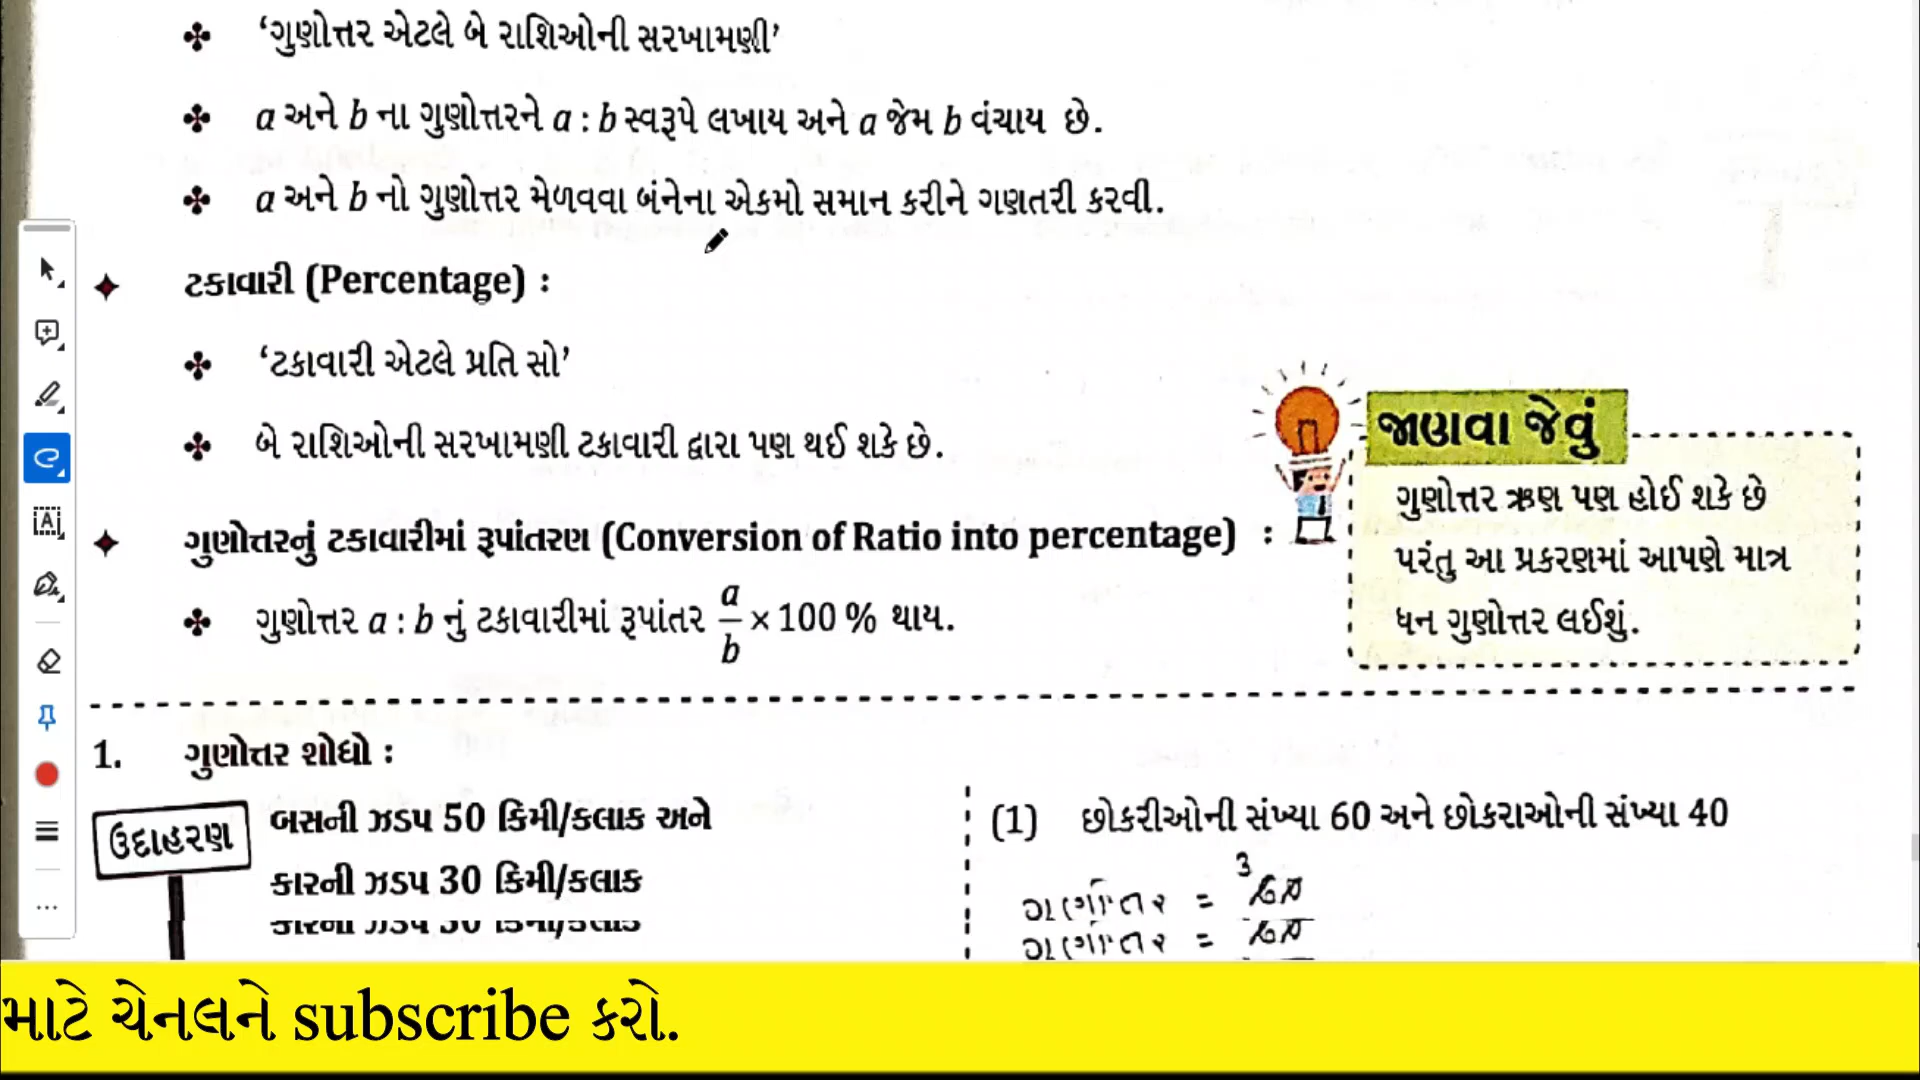 ‘ગુણોત્તર એટલે બે રાશિઓની સરખામણી’
a અને b ના ગુણોત્તરને a : b સ્વરૂપે લખાય અને a જેમ b વંચાય છે.
a અને b નો ગુણોત્તર મેળવવા બંનેના એકમો સમાન કરીને ગણતરી કરવી.
ટકાવારી (Percentage) :
‘ટકાવારી એટલે પ્રતિ સો’
બે રાશિઓની સરખામણી ટકાવારી દ્વારા પણ થઈ શકે છે.
ગુણોત્તરનું ટકાવારીમાં રૂપાંતરણ (Conversion of Ratio into percentage) :
ગુણોત્તર a : b નું ટકાવારીમાં રૂપાંતર a/b × 100 % થાય.
જાણવા જેવું
ગુણોત્તર ઋણ પણ હોઈ શકે છે
પરંતુ આ પ્રકરણમાં આપણે માત્ર
ધન ગુણોત્તર લઈશું.
1. ગુણોત્તર શોધો :
ઉદાહરણ
બસની ઝડપ 50 કિમી/કલાક અને
કારની ઝડપ 30 કિમી/કલાક
(1) છોકરીઓની સંખ્યા 60 અને છોકરાઓની સંખ્યા 40
માટે ચેનલને subscribe કરો.